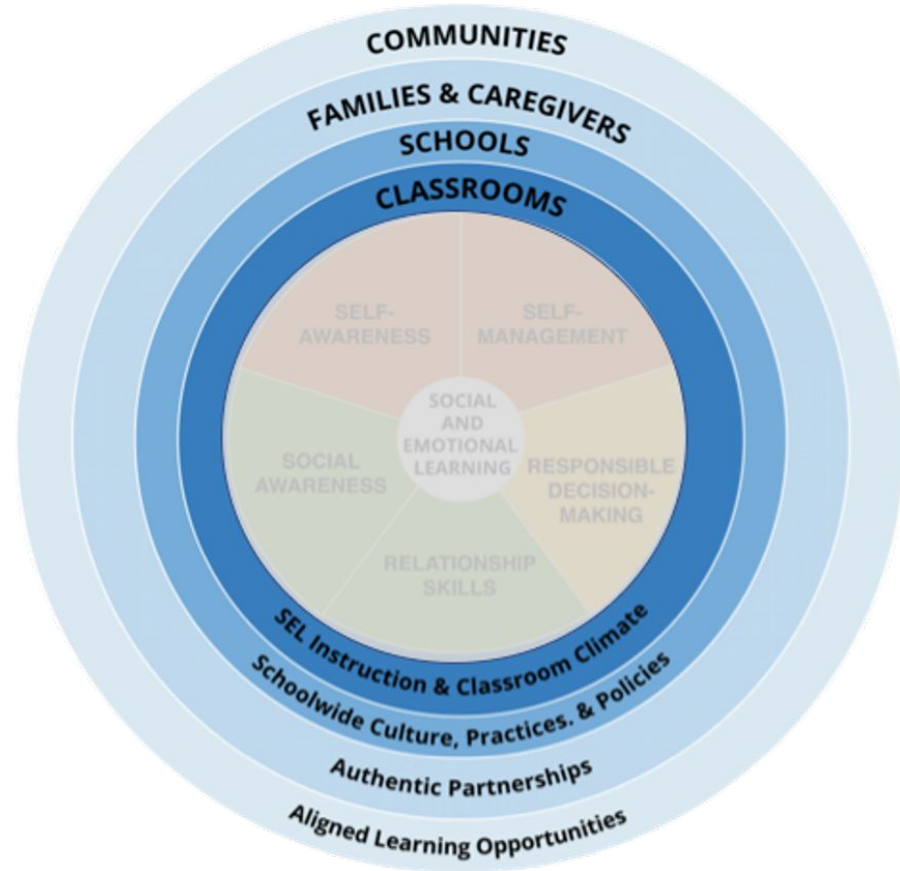 COMMUNITIES
FAMILIES & CAREGIVERS
SCHOOLS
CLASSROOMS
SELF-
AWARENESS
SELF-
MANAGEMENT
SOCIAL
AND
EMOTIONAL
LEARNING
SOCIAL
AWARENESS
RESPONSIBLE
DECISION-
MAKING
RELATIONSHIP
SKILLS
SEL Instruction & Classroom Climate
Schoolwide Culture, Practices. & Policies
Authentic Partnerships
Aligned Learning Opportunities